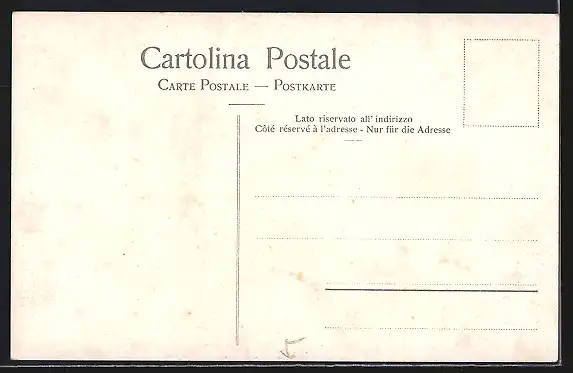 Cartolina Postale
Carte Postale — Postkarte
Lato riservato all' indirizzo
Côté réservé à l'adresse - Nur für die Adresse